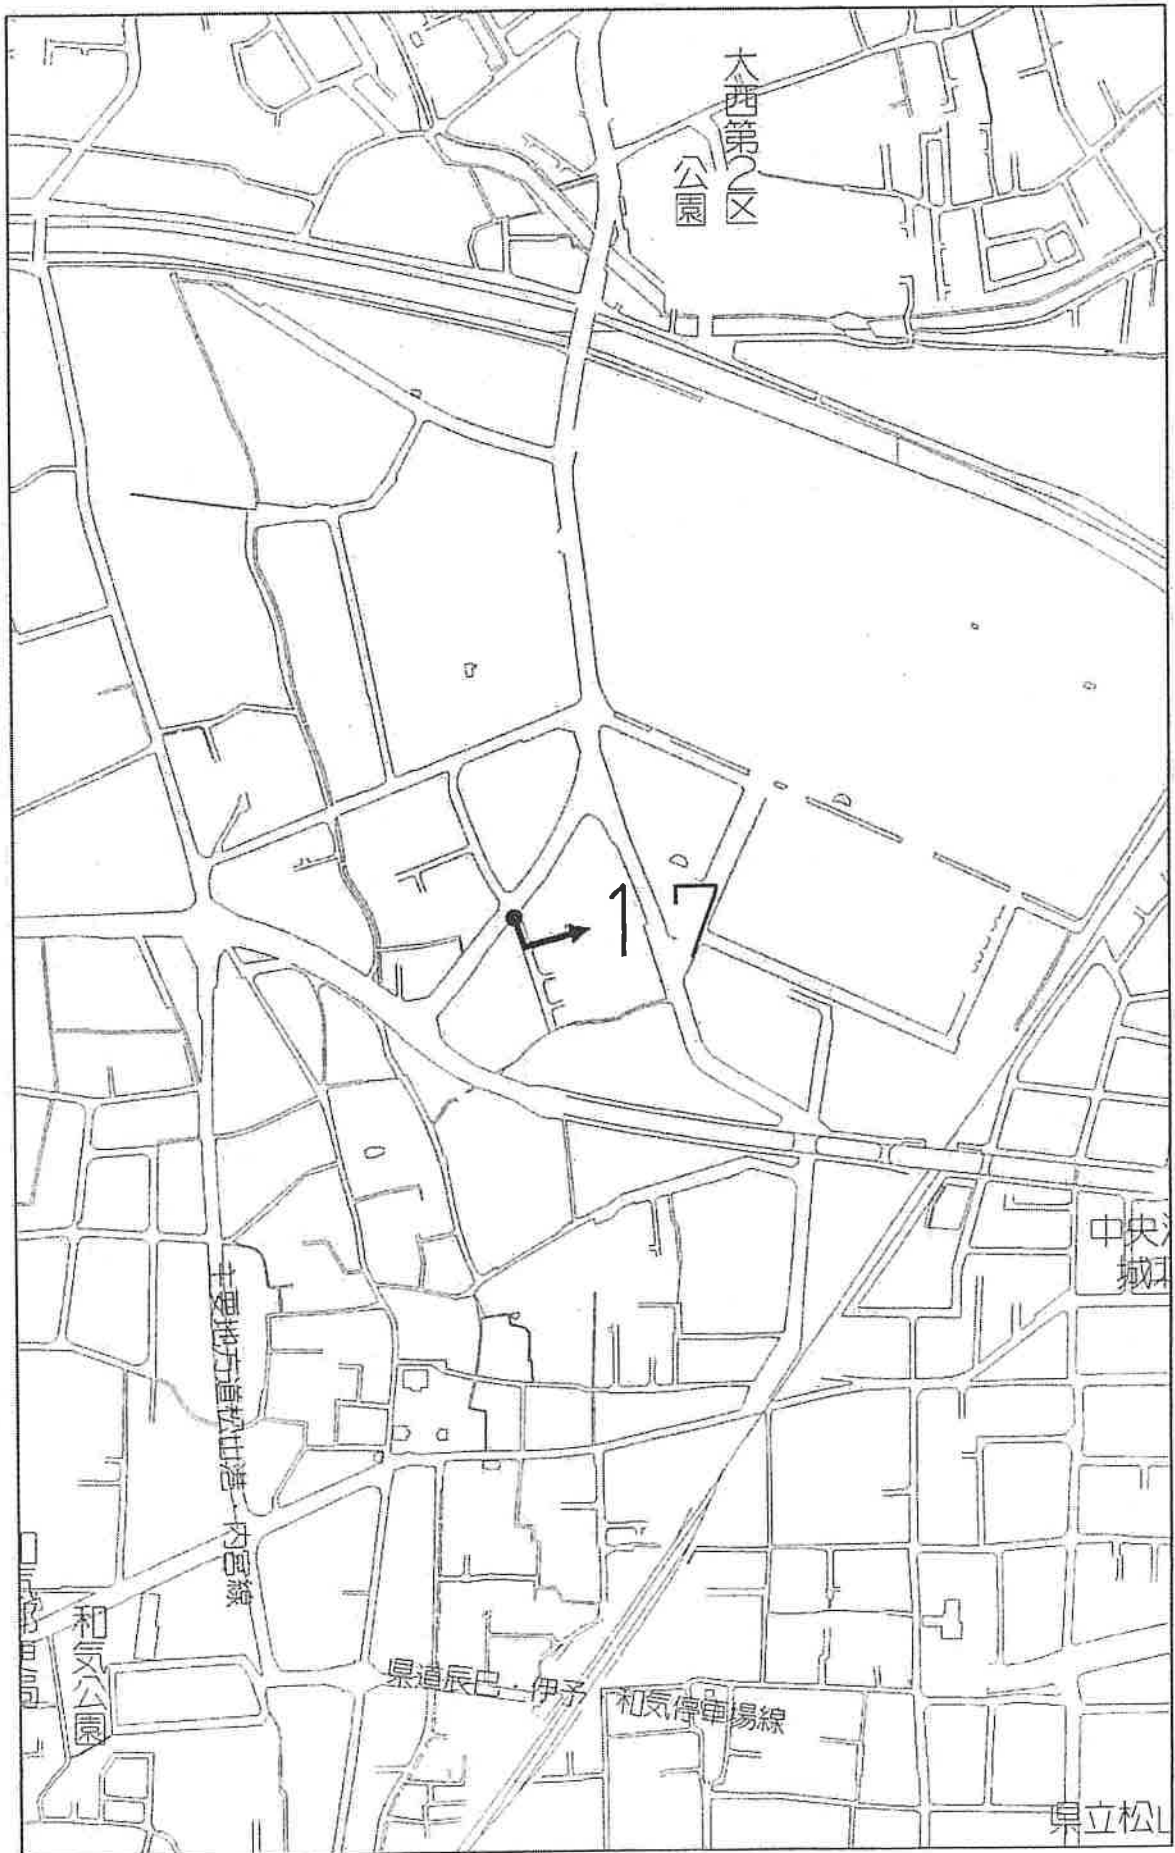 大西第2区
公園
17
中央
城北
主要地方道松山港・内宮線
和気公園
県道辰巳・伊予
和気停車場線
県立松山